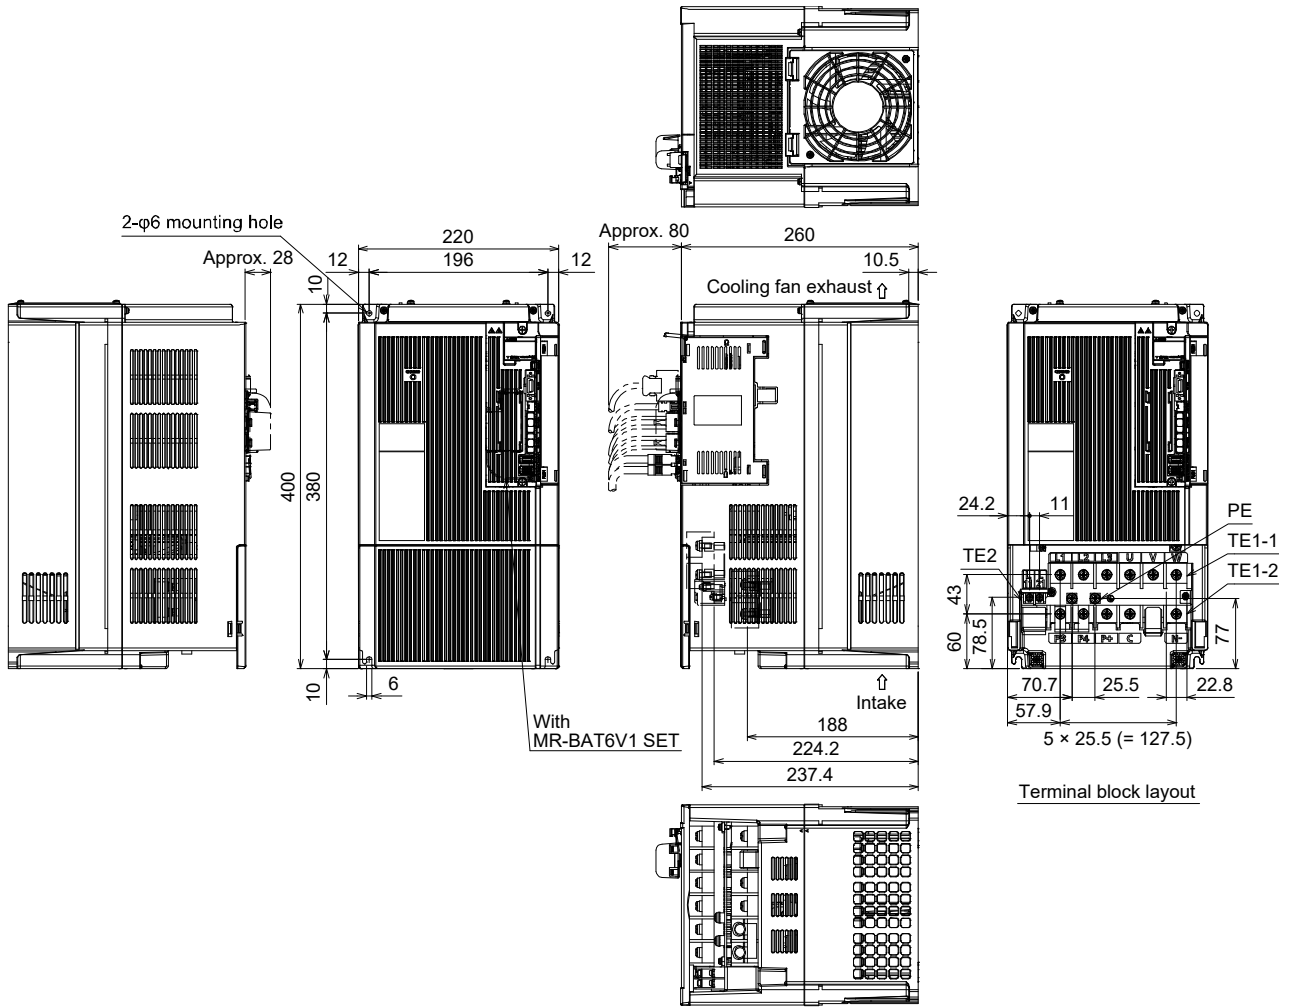 2-φ6 mounting hole
Approx. 28
220
12
196
12
10
400
380
10
6
With
MR-BAT6V1 SET
Approx. 80
260
10.5
Cooling fan exhaust
Intake
188
224.2
237.4
24.2
11
PE
TE1-1
TE1-2
TE2
L1 L2 L3 U V W
P3 P4 P+ C N-
43
60
78.5
77
70.7
25.5
22.8
57.9
5 × 25.5 (= 127.5)
Terminal block layout